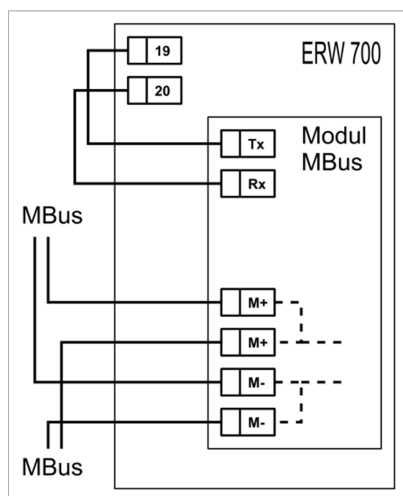 19
ERW 700
20
Tx
Modul
MBus
Rx
MBus
M+
M+
M-
M-
MBus